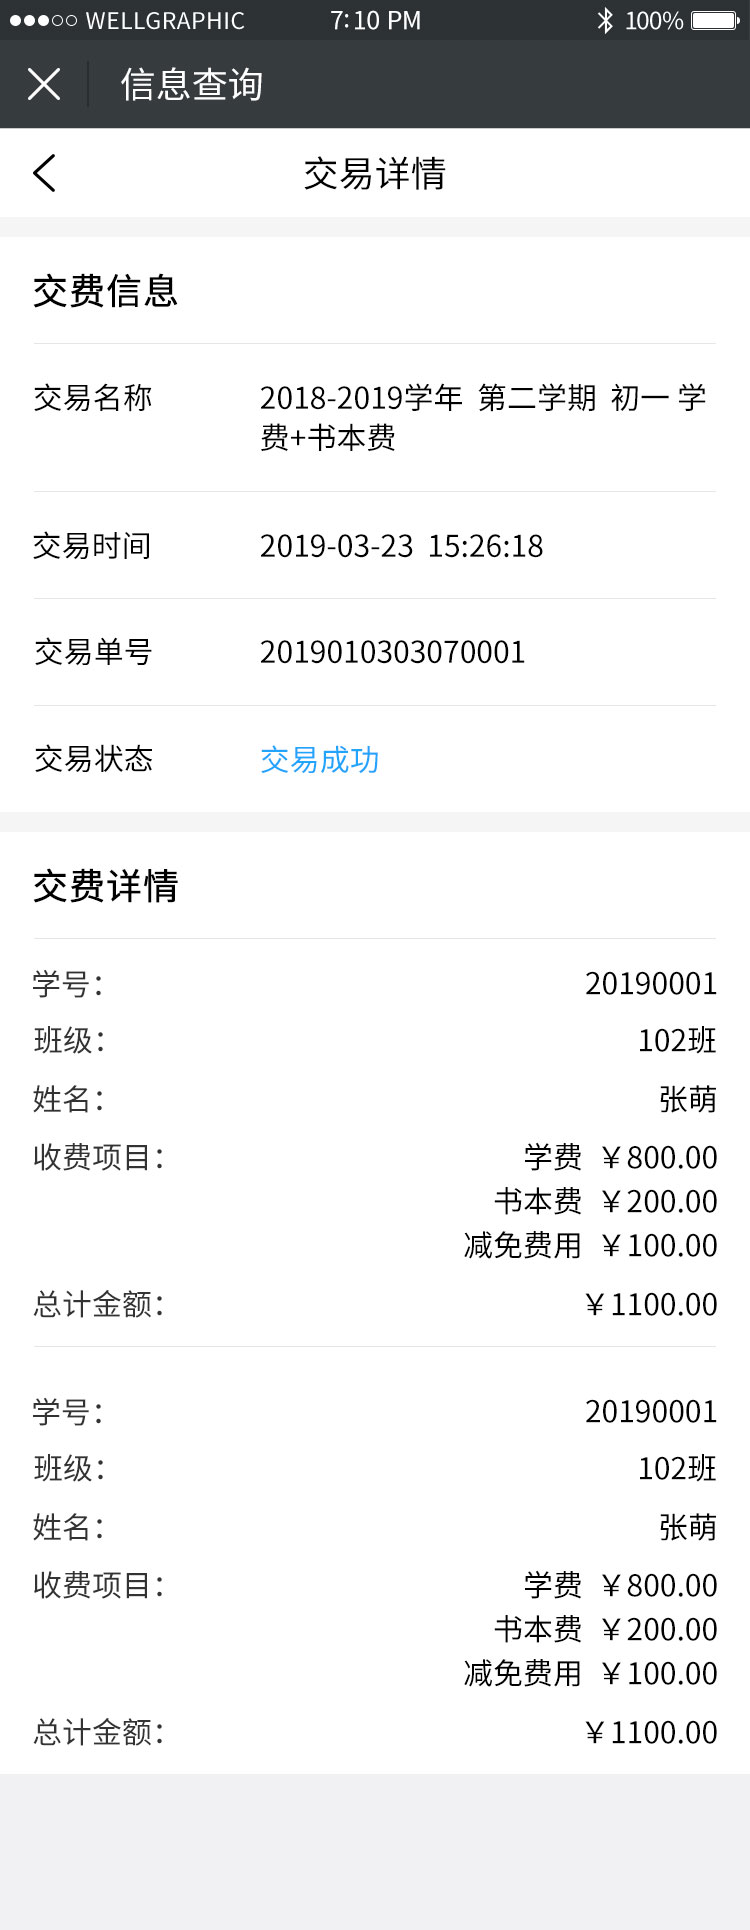 WELLGRAPHIC 7:10 PM 100%
信息查询
交易详情
交费信息
交易名称 2018-2019学年 第二学期 初一 学
费+书本费
交易时间 2019-03-23 15:26:18
交易单号 2019010303070001
交易状态 交易成功
交费详情
学号： 20190001
班级： 102班
姓名： 张萌
收费项目： 学费 ￥800.00
书本费 ￥200.00
减免费用 ￥100.00
总计金额： ￥1100.00
学号： 20190001
班级： 102班
姓名： 张萌
收费项目： 学费 ￥800.00
书本费 ￥200.00
减免费用 ￥100.00
总计金额： ￥1100.00